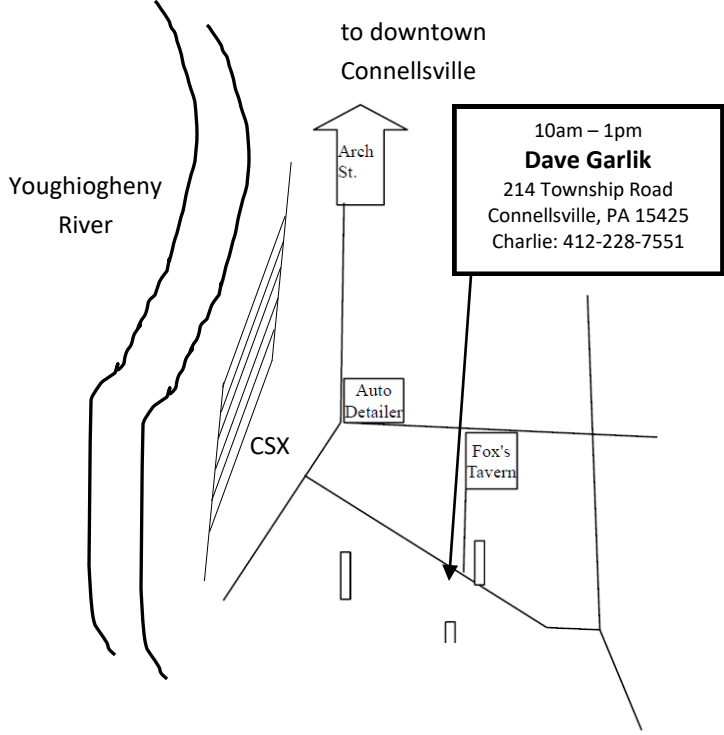 to downtown
Connellsville
10am – 1pm
Dave Garlik
214 Township Road
Connellsville, PA 15425
Charlie: 412-228-7551
Arch
St.
Youghiogheny
River
Auto
Detailer
CSX
Fox's
Tavern